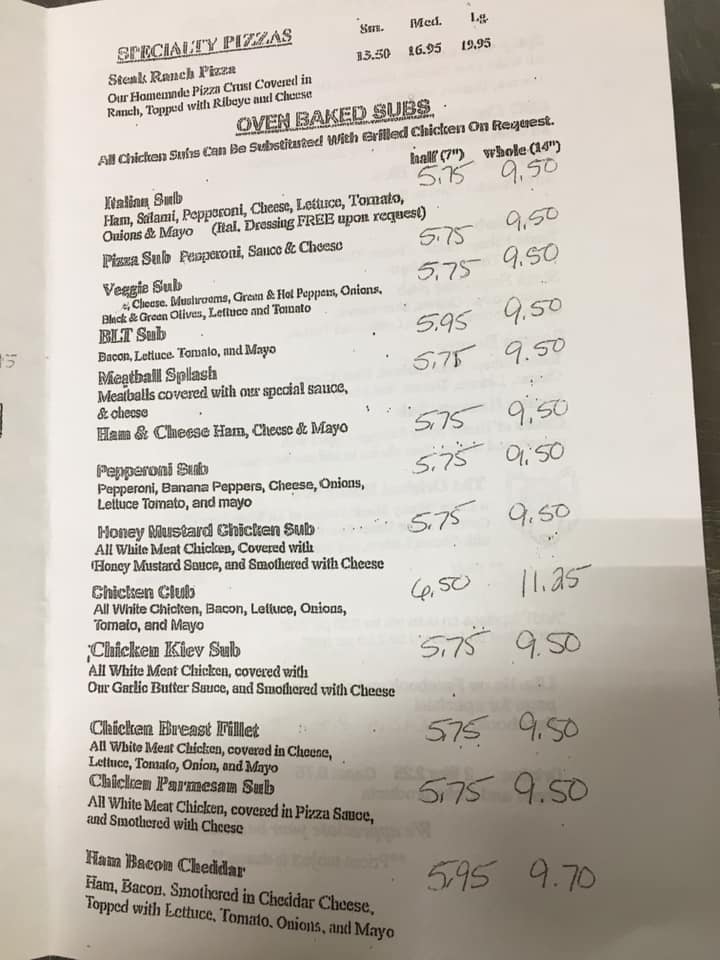 SPECIALTY PIZZAS Sm. Med. Lg.
Steak Ranch Pizza 13.50 16.95 19.95
Our Homemade Pizza Crust Covered in
Ranch, Topped with Ribeye and Cheese
OVEN BAKED SUBS
All Chicken Subs Can Be Substituted With Grilled Chicken On Request.
half (7") whole (14")
Italian Sub 5.75 9.50
Ham, Salami, Pepperoni, Cheese, Lettuce, Tomato,
Onions & Mayo (Ital. Dressing FREE upon request)
Pizza Sub Pepperoni, Sauce & Cheese 5.75 9.50
Veggie Sub 5.75 9.50
Cheese, Mushrooms, Green & Hot Peppers, Onions,
Black & Green Olives, Lettuce and Tomato
BLT Sub 5.95 9.50
Bacon, Lettuce. Tomato, and Mayo
Meatball Splash 5.75 9.50
Meatballs covered with our special sauce,
& cheese
Ham & Cheese Ham, Cheese & Mayo 5.75 9.50
Pepperoni Sub 5.75 9.50
Pepperoni, Banana Peppers, Cheese, Onions,
Lettuce Tomato, and mayo
Honey Mustard Chicken Sub 5.75 9.50
All White Meat Chicken, Covered with
Honey Mustard Sauce, and Smothered with Cheese
Chicken Club 6.50 11.25
All White Chicken, Bacon, Lettuce, Onions,
Tomato, and Mayo
Chicken Kiev Sub 5.75 9.50
All White Meat Chicken, covered with
Our Garlic Butter Sauce, and Smothered with Cheese
Chicken Breast Fillet 5.75 9.50
All White Meat Chicken, covered in Cheese,
Lettuce, Tomato, Onion, and Mayo
Chicken Parmesam Sub 5.75 9.50
All White Meat Chicken, covered in Pizza Sauce,
and Smothered with Cheese
Ham Bacon Cheddar 5.95 9.70
Ham, Bacon, Smothered in Cheddar Cheese,
Topped with Lettuce, Tomato, Onions, and Mayo